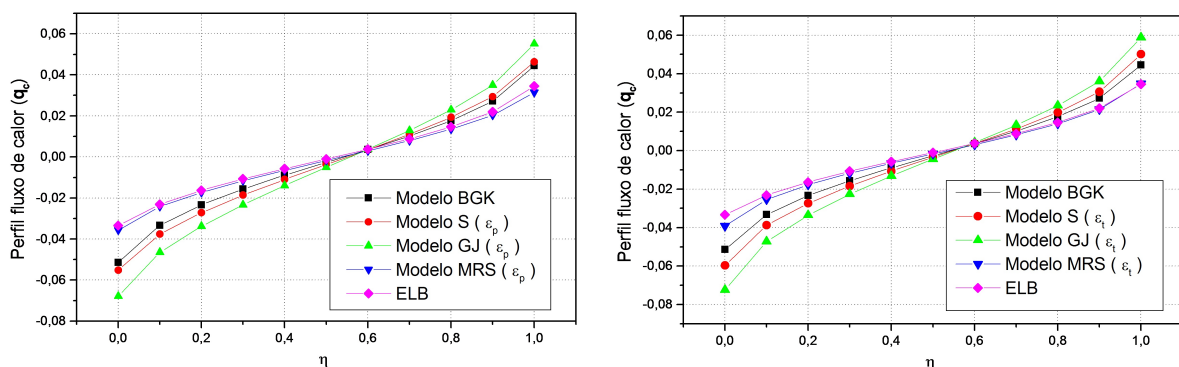 Perfil fluxo de calor (q_c)
0,06
0,04
0,02
0,00
-0,02
-0,04
-0,06
-0,08
Modelo BGK
Modelo S ( ε_p )
Modelo GJ ( ε_p )
Modelo MRS ( ε_p )
ELB
0,0 0,2 0,4 0,6 0,8 1,0
η
Perfil fluxo de calor (q_c)
0,06
0,04
0,02
0,00
-0,02
-0,04
-0,06
-0,08
Modelo BGK
Modelo S ( ε_t )
Modelo GJ ( ε_t )
Modelo MRS ( ε_t )
ELB
0,0 0,2 0,4 0,6 0,8 1,0
η